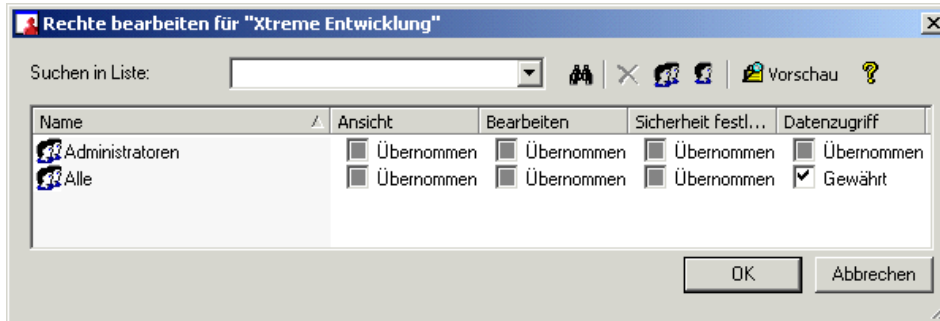 Rechte bearbeiten für "Xtreme Entwicklung"
Suchen in Liste: Vorschau
Name Ansicht Bearbeiten Sicherheit festl... Datenzugriff
Administratoren Übernommen Übernommen Übernommen Übernommen
Alle Übernommen Übernommen Übernommen Gewährt
OK Abbrechen